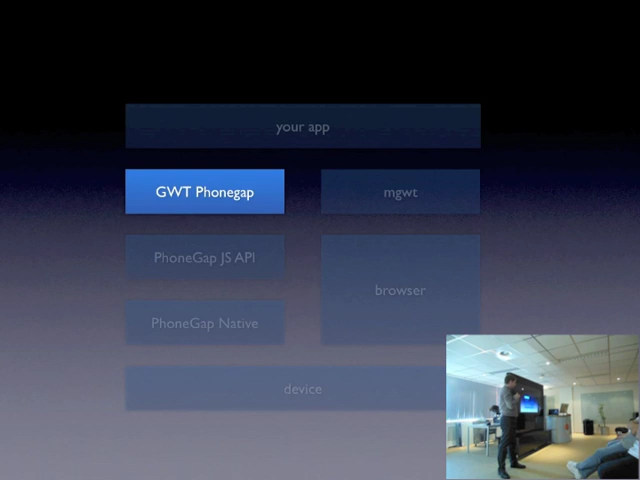 your app
GWT Phonegap
mgwt
PhoneGap JS API
browser
PhoneGap Native
device